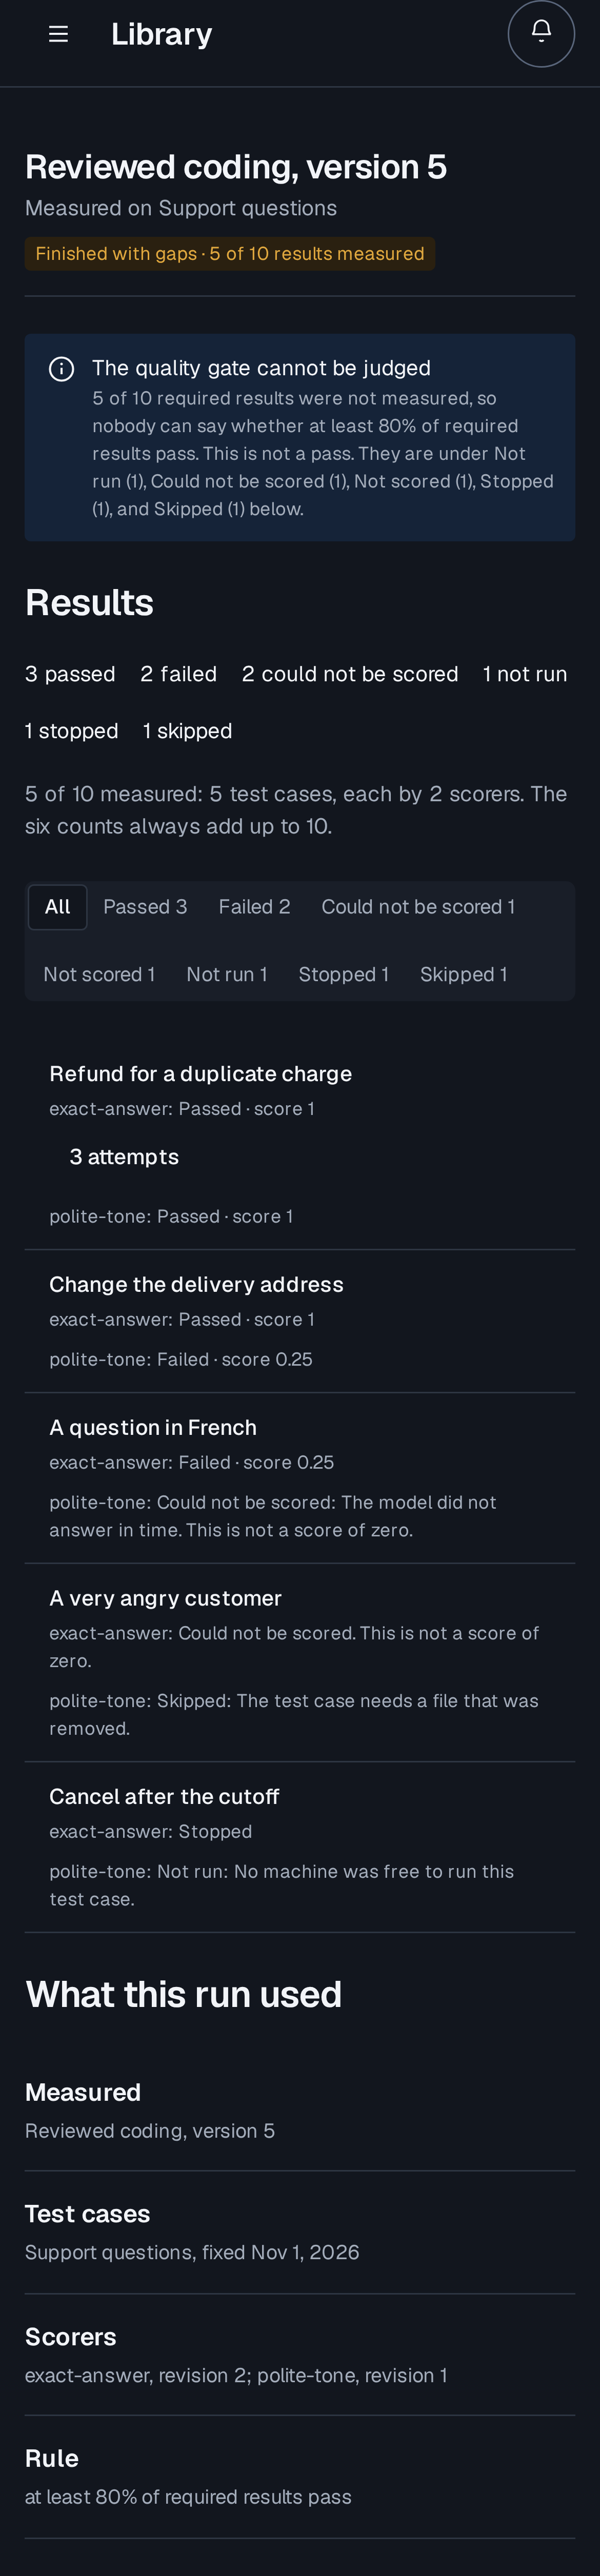 Library
Reviewed coding, version 5
Measured on Support questions
Finished with gaps · 5 of 10 results measured
The quality gate cannot be judged
5 of 10 required results were not measured, so
nobody can say whether at least 80% of required
results pass. This is not a pass. They are under Not
run (1), Could not be scored (1), Not scored (1), Stopped
(1), and Skipped (1) below.
Results
3 passed 2 failed 2 could not be scored 1 not run
1 stopped 1 skipped
5 of 10 measured: 5 test cases, each by 2 scorers. The
six counts always add up to 10.
All Passed 3 Failed 2 Could not be scored 1
Not scored 1 Not run 1 Stopped 1 Skipped 1
Refund for a duplicate charge
exact-answer: Passed · score 1
3 attempts
polite-tone: Passed · score 1
Change the delivery address
exact-answer: Passed · score 1
polite-tone: Failed · score 0.25
A question in French
exact-answer: Failed · score 0.25
polite-tone: Could not be scored: The model did not
answer in time. This is not a score of zero.
A very angry customer
exact-answer: Could not be scored. This is not a score of
zero.
polite-tone: Skipped: The test case needs a file that was
removed.
Cancel after the cutoff
exact-answer: Stopped
polite-tone: Not run: No machine was free to run this
test case.
What this run used
Measured
Reviewed coding, version 5
Test cases
Support questions, fixed Nov 1, 2026
Scorers
exact-answer, revision 2; polite-tone, revision 1
Rule
at least 80% of required results pass